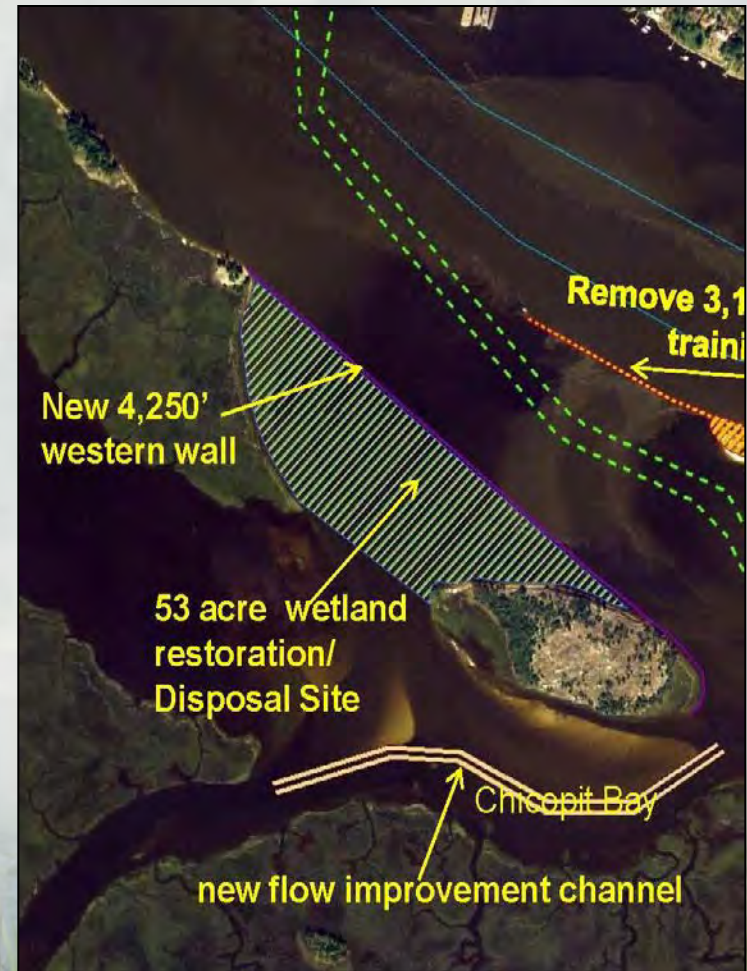 Remove 3,1
traini
New 4,250’
western wall
53 acre wetland
restoration/
Disposal Site
Chicopit Bay
new flow improvement channel